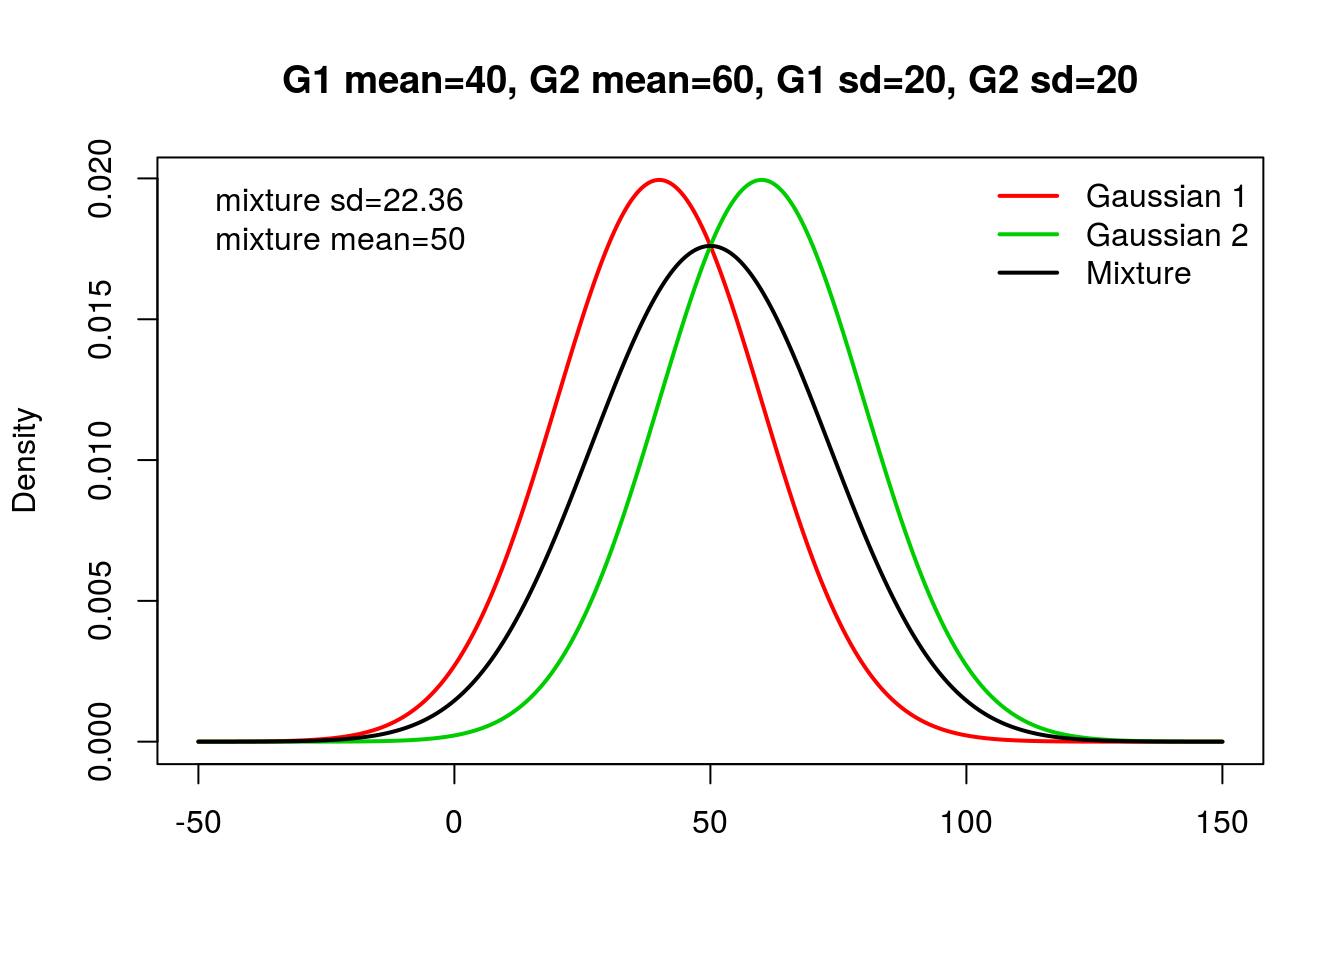 G1 mean=40, G2 mean=60, G1 sd=20, G2 sd=20
mixture sd=22.36
mixture mean=50
Gaussian 1
Gaussian 2
Mixture
Density
0.020
0.015
0.010
0.005
0.000
-50
0
50
100
150